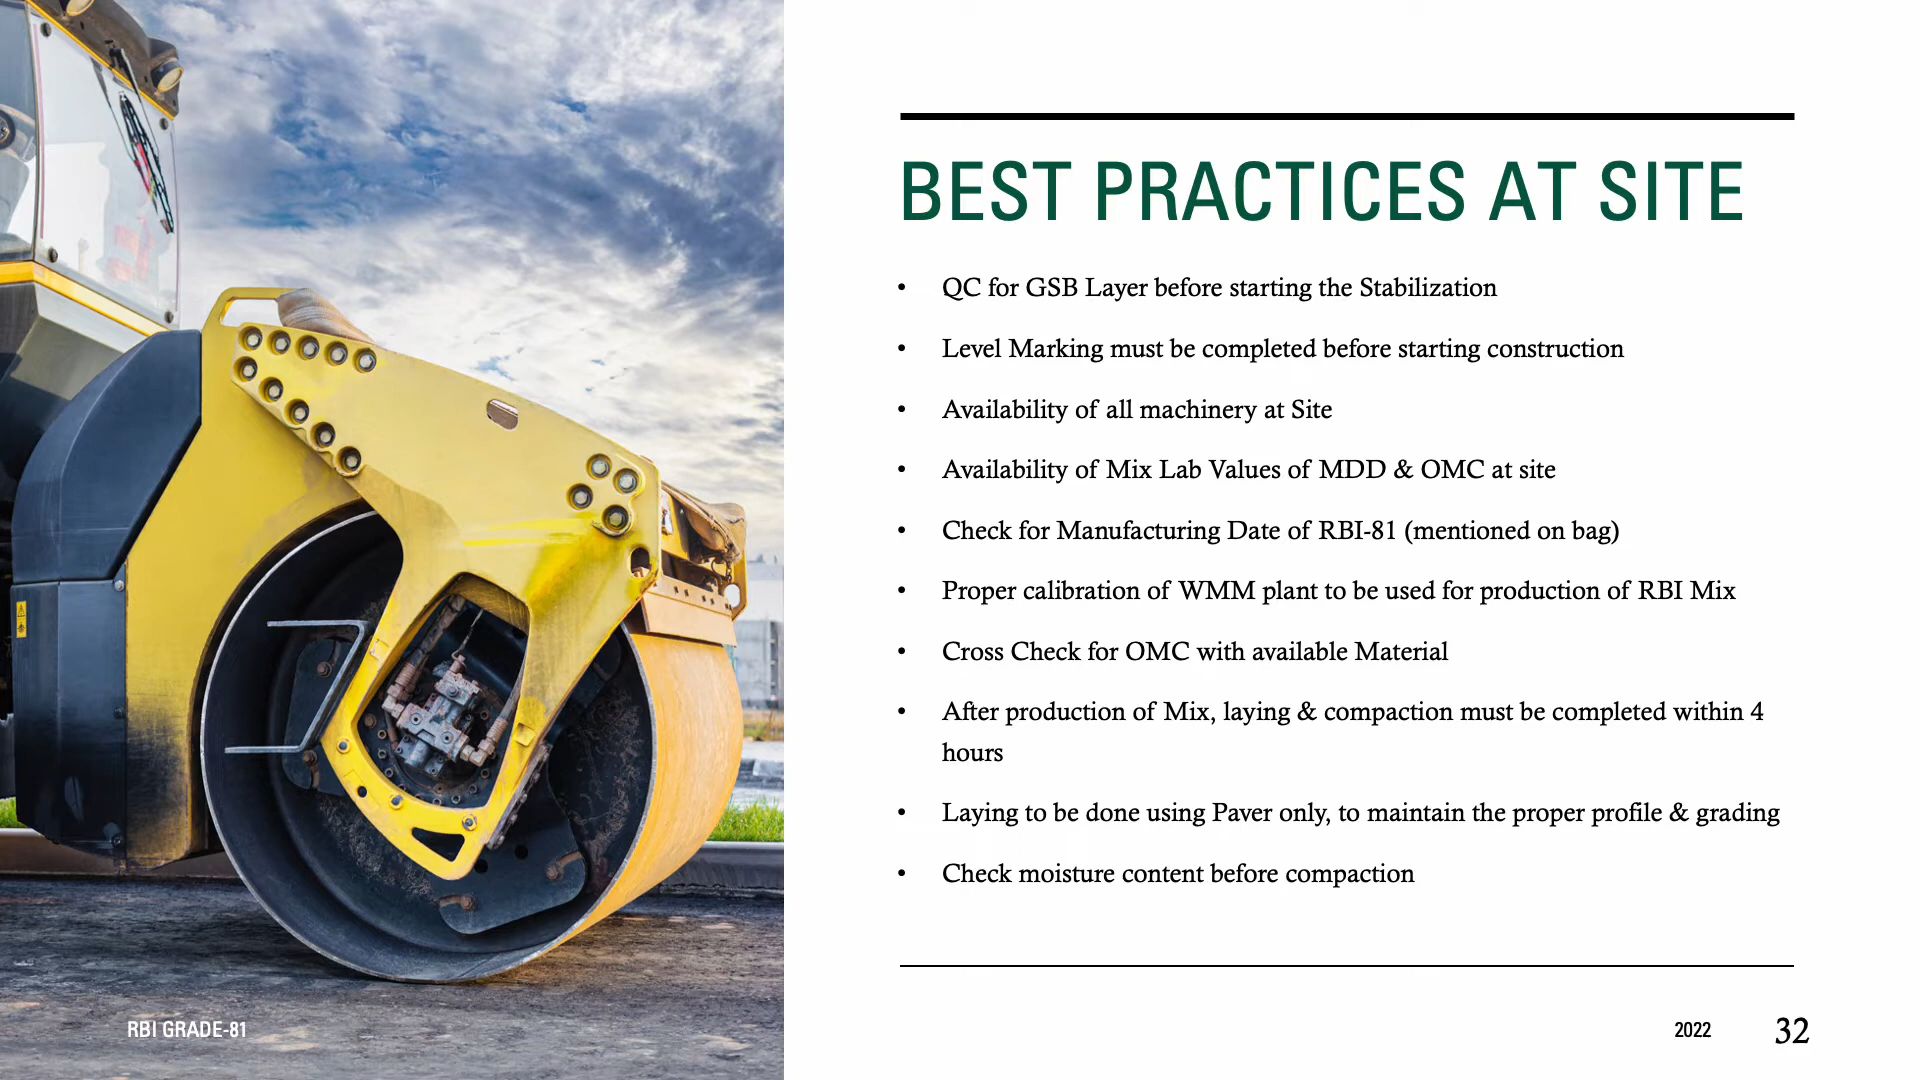 BEST PRACTICES AT SITE
• QC for GSB Layer before starting the Stabilization
• Level Marking must be completed before starting construction
• Availability of all machinery at Site
• Availability of Mix Lab Values of MDD & OMC at site
• Check for Manufacturing Date of RBI-81 (mentioned on bag)
• Proper calibration of WMM plant to be used for production of RBI Mix
• Cross Check for OMC with available Material
• After production of Mix, laying & compaction must be completed within 4
hours
• Laying to be done using Paver only, to maintain the proper profile & grading
• Check moisture content before compaction
RBI GRADE-81
2022
32